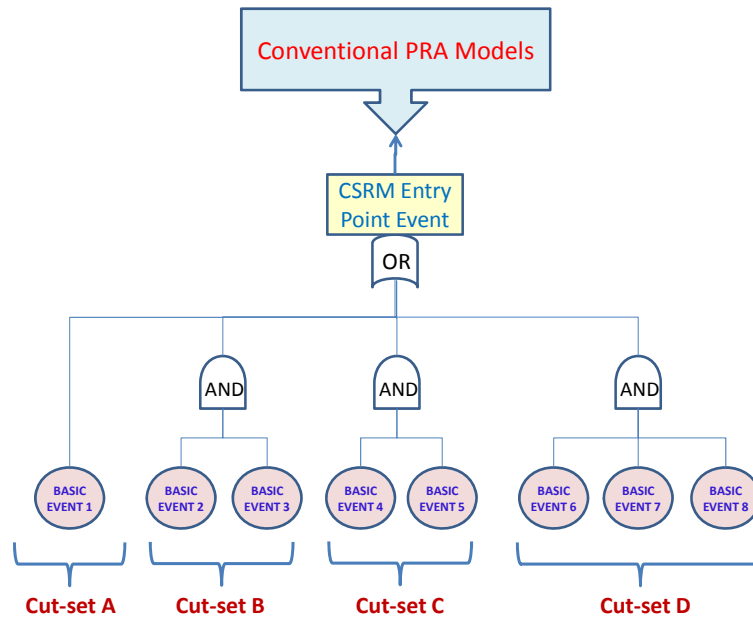 Conventional PRA Models
CSRM Entry
Point Event
OR
AND
AND
AND
BASIC
EVENT 1
BASIC
EVENT 2
BASIC
EVENT 3
BASIC
EVENT 4
BASIC
EVENT 5
BASIC
EVENT 6
BASIC
EVENT 7
BASIC
EVENT 8
Cut-set A
Cut-set B
Cut-set C
Cut-set D